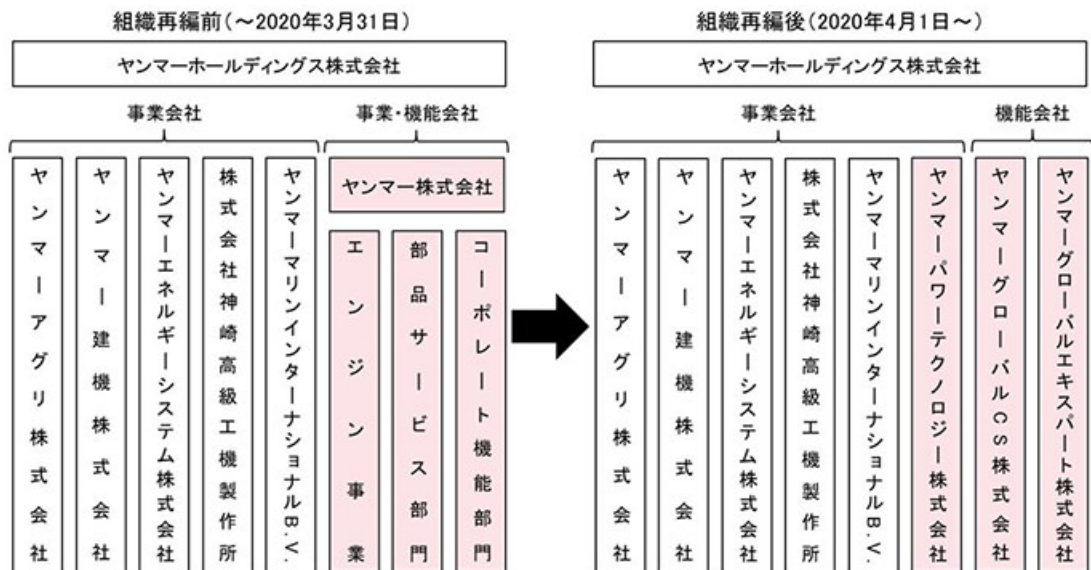 組織再編前(～2020年3月31日)
ヤンマーホールディングス株式会社
事業会社
事業・機能会社
ヤンマーアグリ株式会社
ヤンマー建機株式会社
ヤンマーエネルギーシステム株式会社
株式会社神崎高級工機製作所
ヤンマーマリンインターナショナルB.V.
ヤンマー株式会社
エンジン事業
部品サービス部門
コーポレート機能部門
組織再編後(2020年4月1日～)
ヤンマーホールディングス株式会社
事業会社
機能会社
ヤンマーアグリ株式会社
ヤンマー建機株式会社
ヤンマーエネルギーシステム株式会社
株式会社神崎高級工機製作所
ヤンマーマリンインターナショナルB.V.
ヤンマーパワーテクノロジー株式会社
ヤンマーグローバルCS株式会社
ヤンマーグローバルエキスパート株式会社